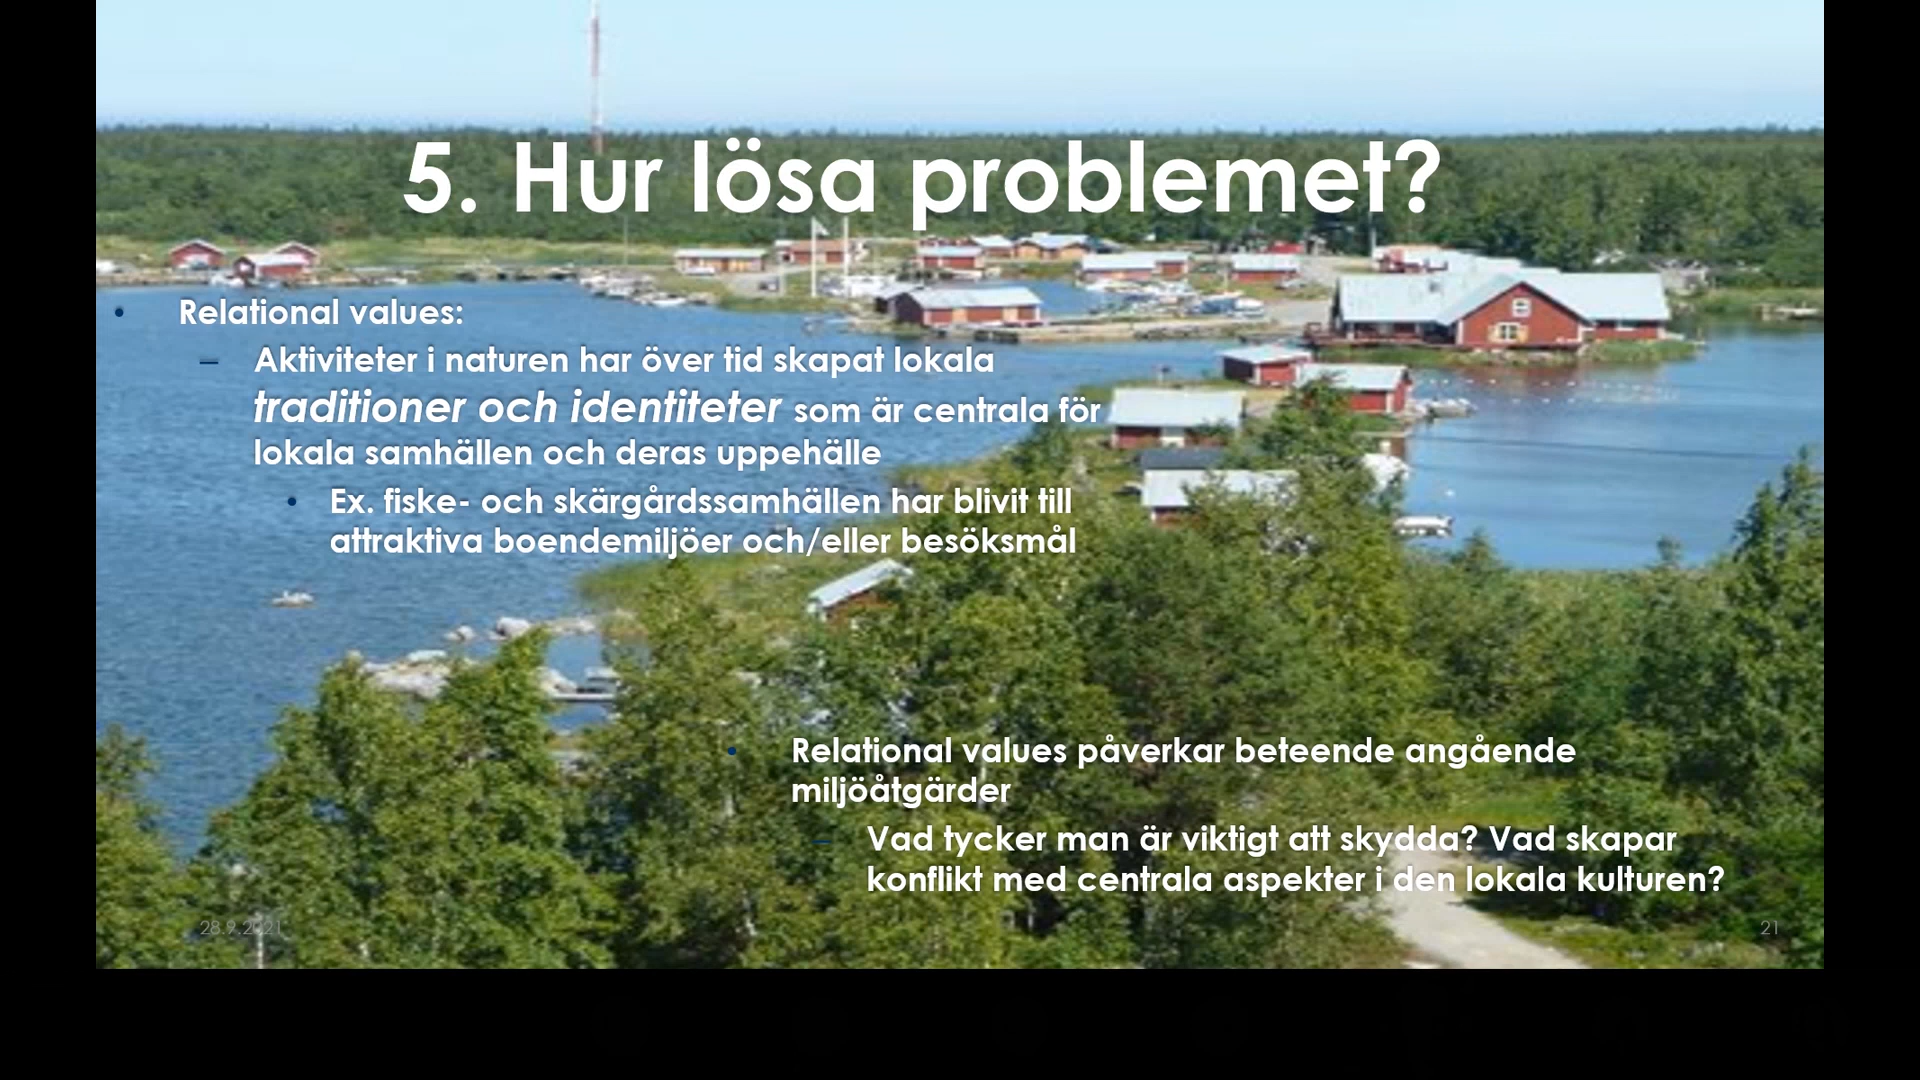 5. Hur lösa problemet?
• Relational values:
– Aktiviteter i naturen har över tid skapat lokala
traditioner och identiteter som är centrala för
lokala samhällen och deras uppehälle
• Ex. fiske- och skärgårdssamhällen har blivit till
attraktiva boendemiljöer och/eller besöksmål
• Relational values påverkar beteende angående
miljöåtgärder
– Vad tycker man är viktigt att skydda? Vad skapar
konflikt med centrala aspekter i den lokala kulturen?
28.9.2021
21